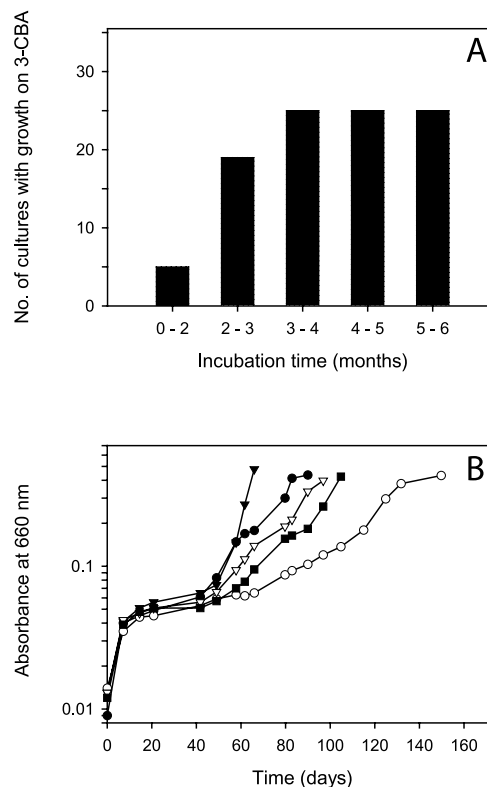 A
No. of cultures with growth on 3-CBA
30
20
10
0
0 - 2 2 - 3 3 - 4 4 - 5 5 - 6
Incubation time (months)
B
Absorbance at 660 nm
0.1
0.01
0 20 40 60 80 100 120 140 160
Time (days)